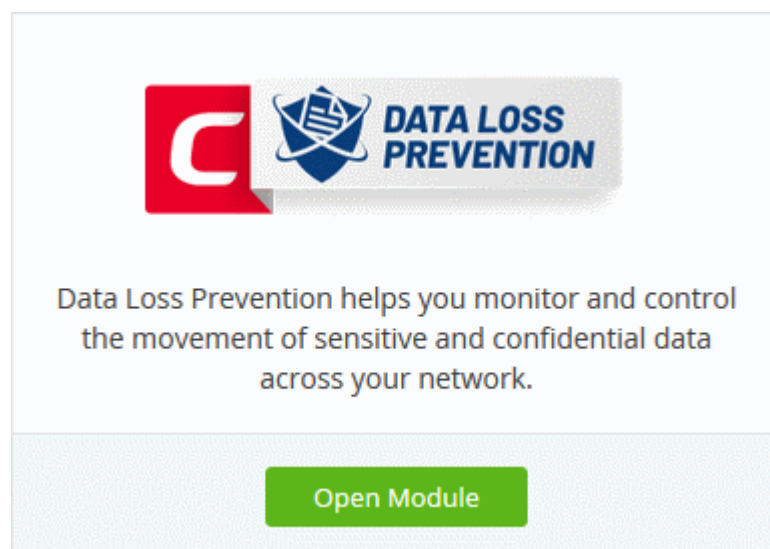 C
DATA LOSS
PREVENTION
Data Loss Prevention helps you monitor and control
the movement of sensitive and confidential data
across your network.
Open Module